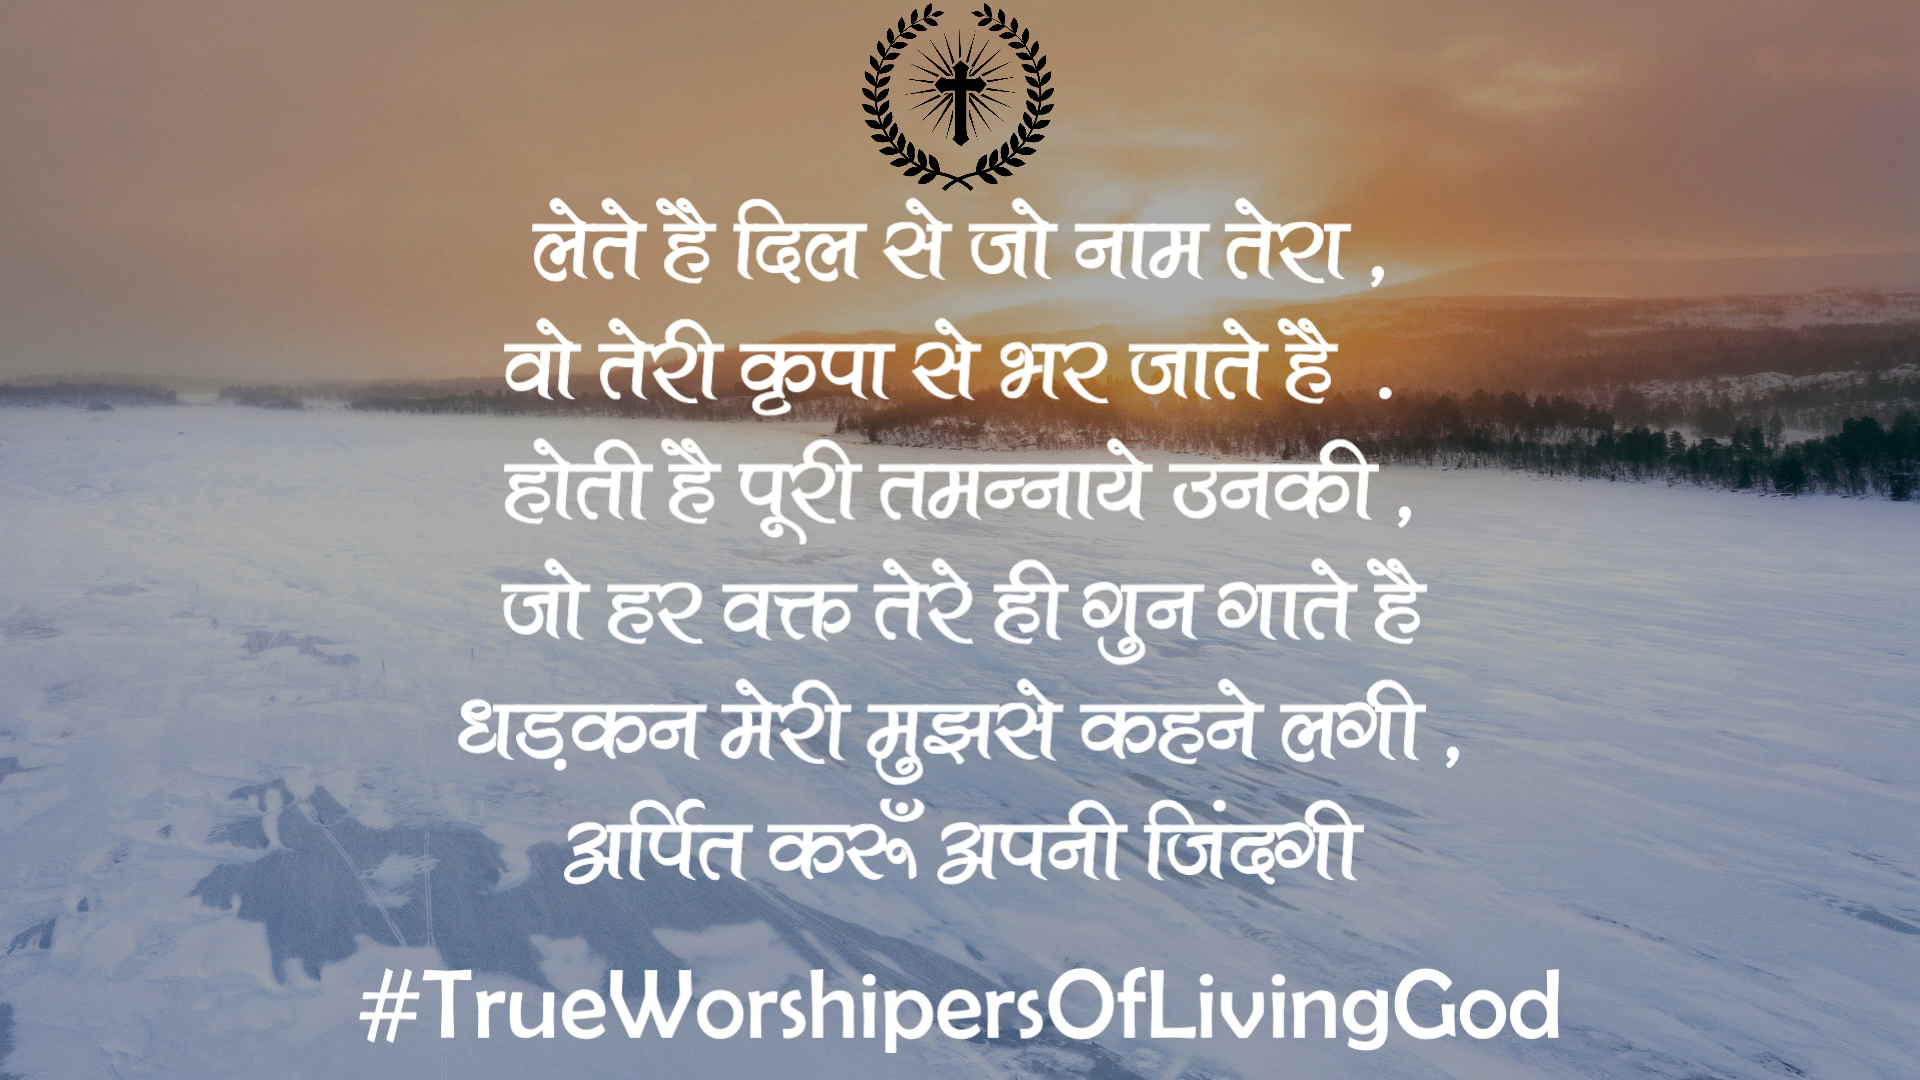 लेते है दिल से जो नाम तेरा ,
वो तेरी कृपा से भर जाते है .
होती है पूरी तमन्नाये उनकी ,
जो हर वक्त तेरे ही गुन गाते है
धड़कन मेरी मुझसे कहने लगी ,
अर्पित करूँ अपनी जिंदगी
#TrueWorshipersOfLivingGod